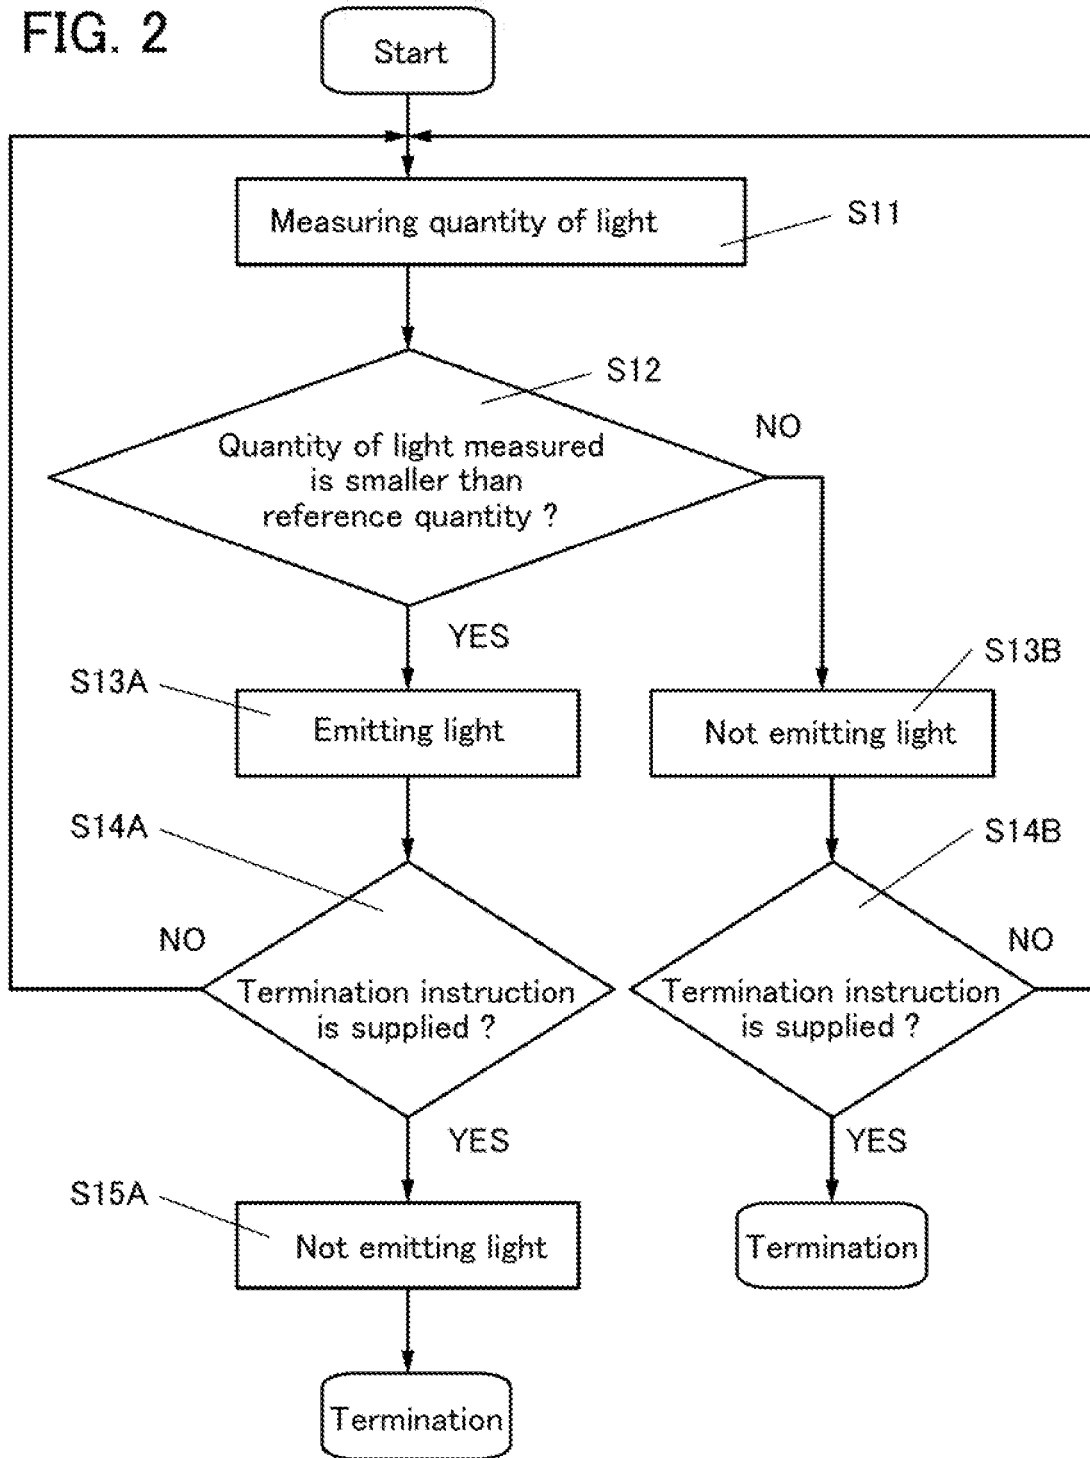 FIG. 2
Start
Measuring quantity of light
S11
S12
Quantity of light measured
is smaller than
reference quantity ?
NO
YES
S13A
Emitting light
S13B
Not emitting light
S14A
S14B
NO
Termination instruction
is supplied ?
NO
Termination instruction
is supplied ?
YES
YES
S15A
Not emitting light
Termination
Termination